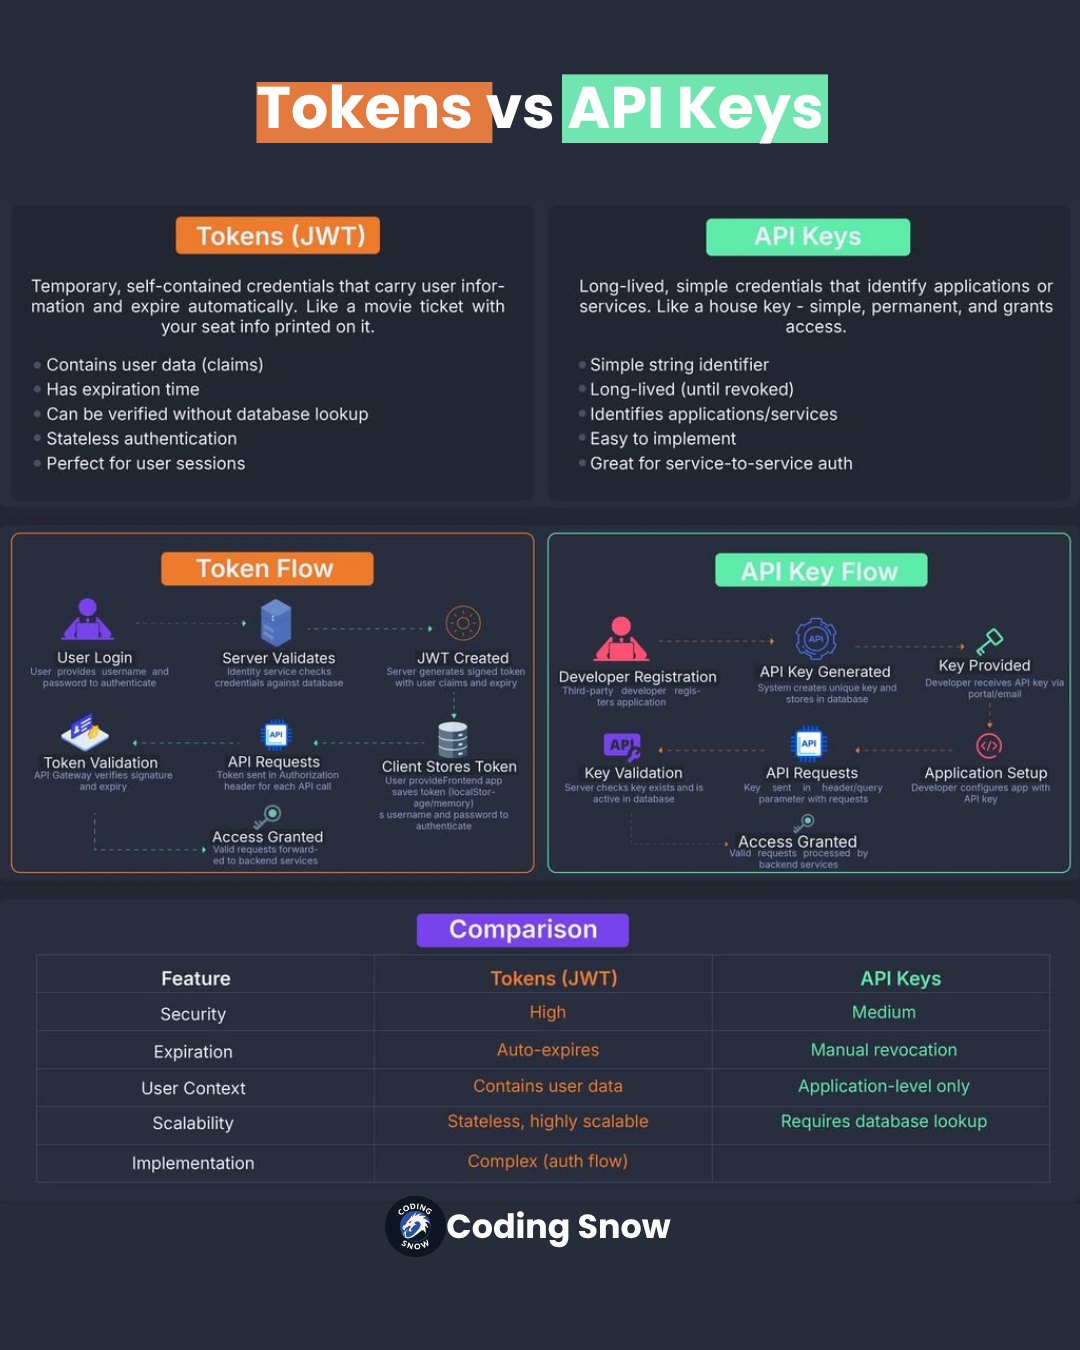 Tokens vs API Keys
Tokens (JWT)
Temporary, self-contained credentials that carry user infor-
mation and expire automatically. Like a movie ticket with
your seat info printed on it.
Contains user data (claims)
Has expiration time
Can be verified without database lookup
Stateless authentication
Perfect for user sessions
API Keys
Long-lived, simple credentials that identify applications or
services. Like a house key - simple, permanent, and grants
access.
Simple string identifier
Long-lived (until revoked)
Identifies applications/services
Easy to implement
Great for service-to-service auth
Token Flow
User Login
User provides username and
password to authenticate
Server Validates
Identity service checks
credentials against database
JWT Created
Server generates signed token
with user claims and expiry
Client Stores Token
User provideFrontend app
saves token (localStor-
age/memory)
s username and password to
authenticate
API
API Requests
Token sent in Authorization
header for each API call
Token Validation
API Gateway verifies signature
and expiry
Access Granted
Valid requests forward-
ed to backend services
API Key Flow
Developer Registration
Third-party developer regis-
ters application
API
API Key Generated
System creates unique key and
stores in database
Key Provided
Developer receives API key via
portal/email
Application Setup
Developer configures app with
API key
API
API Requests
Key sent in header/query
parameter with requests
API
Key Validation
Server checks key exists and is
active in database
Access Granted
Valid requests processed by
backend services
Comparison
Feature Tokens (JWT) API Keys
Security High Medium
Expiration Auto-expires Manual revocation
User Context Contains user data Application-level only
Scalability Stateless, highly scalable Requires database lookup
Implementation Complex (auth flow)
CODING
SNOW
Coding Snow